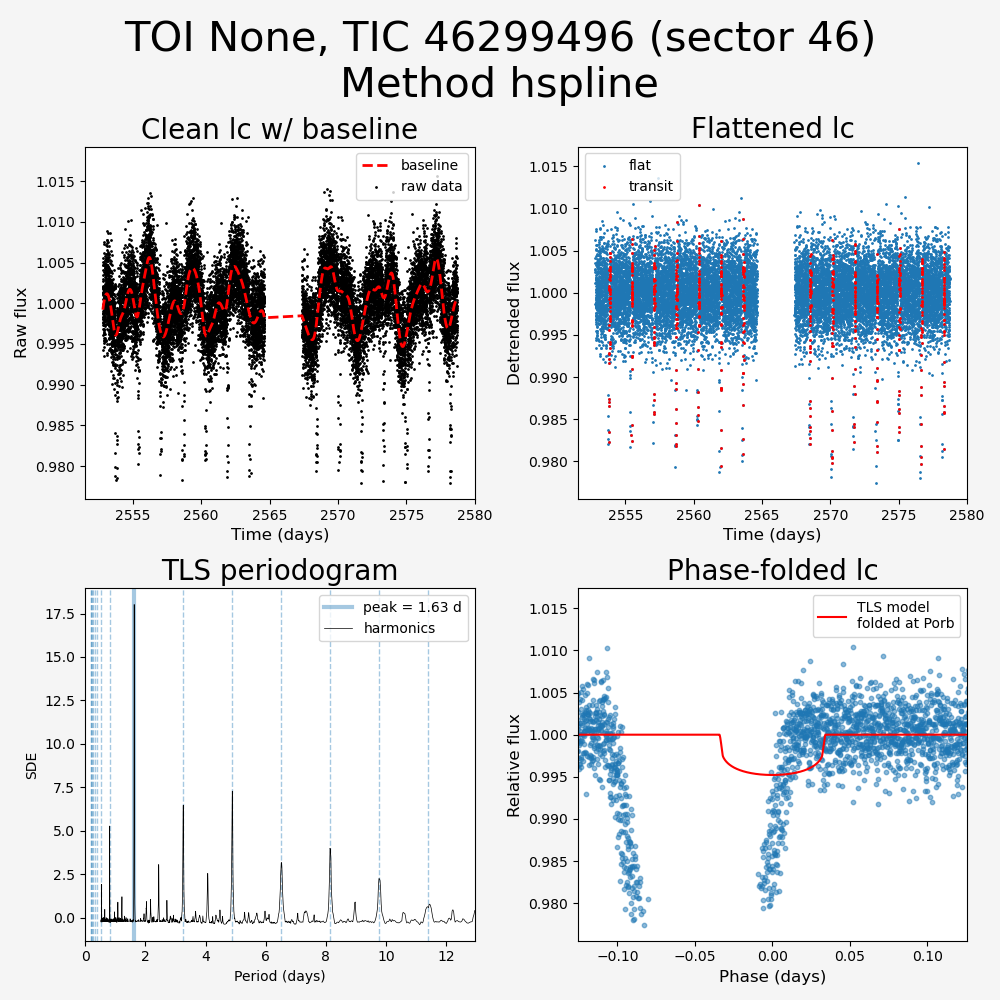 TOI None, TIC 46299496 (sector 46)
Method hspline
Clean lc w/ baseline
baseline
raw data
Raw flux
1.015
1.010
1.005
1.000
0.995
0.990
0.985
0.980
2555 2560 2565 2570 2575 2580
Time (days)
Flattened lc
flat
transit
Detrended flux
1.015
1.010
1.005
1.000
0.995
0.990
0.985
0.980
2555 2560 2565 2570 2575 2580
Time (days)
TLS periodogram
peak = 1.63 d
harmonics
SDE
17.5
15.0
12.5
10.0
7.5
5.0
2.5
0.0
0 2 4 6 8 10 12
Period (days)
Phase-folded lc
TLS model
folded at Porb
Relative flux
1.015
1.010
1.005
1.000
0.995
0.990
0.985
0.980
−0.10 −0.05 0.00 0.05 0.10
Phase (days)